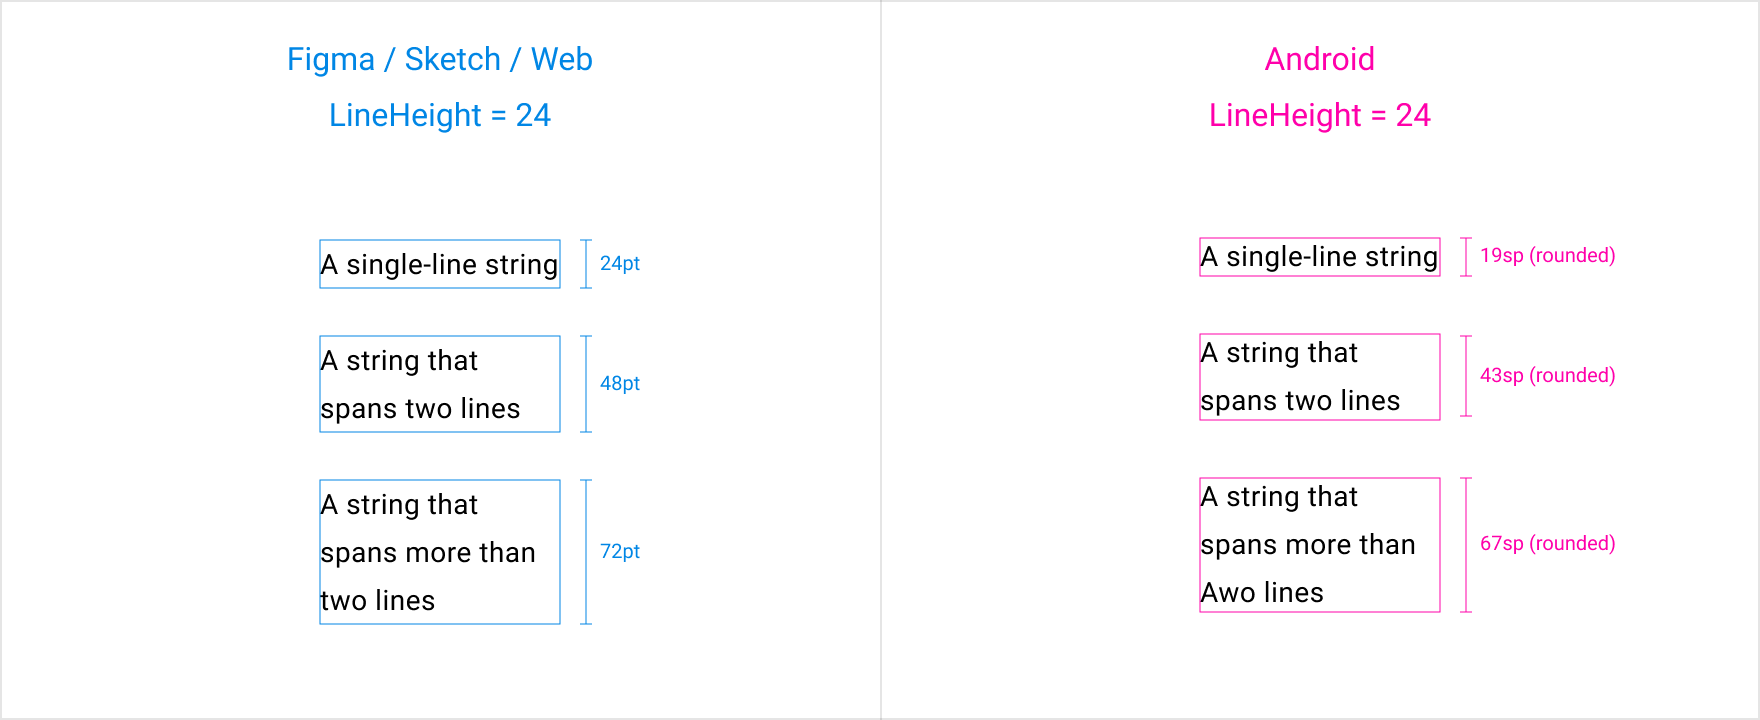 Figma / Sketch / Web
LineHeight = 24
A single-line string
24pt
A string that
spans two lines
48pt
A string that
spans more than
two lines
72pt
Android
LineHeight = 24
A single-line string
19sp (rounded)
A string that
spans two lines
43sp (rounded)
A string that
spans more than
Awo lines
67sp (rounded)